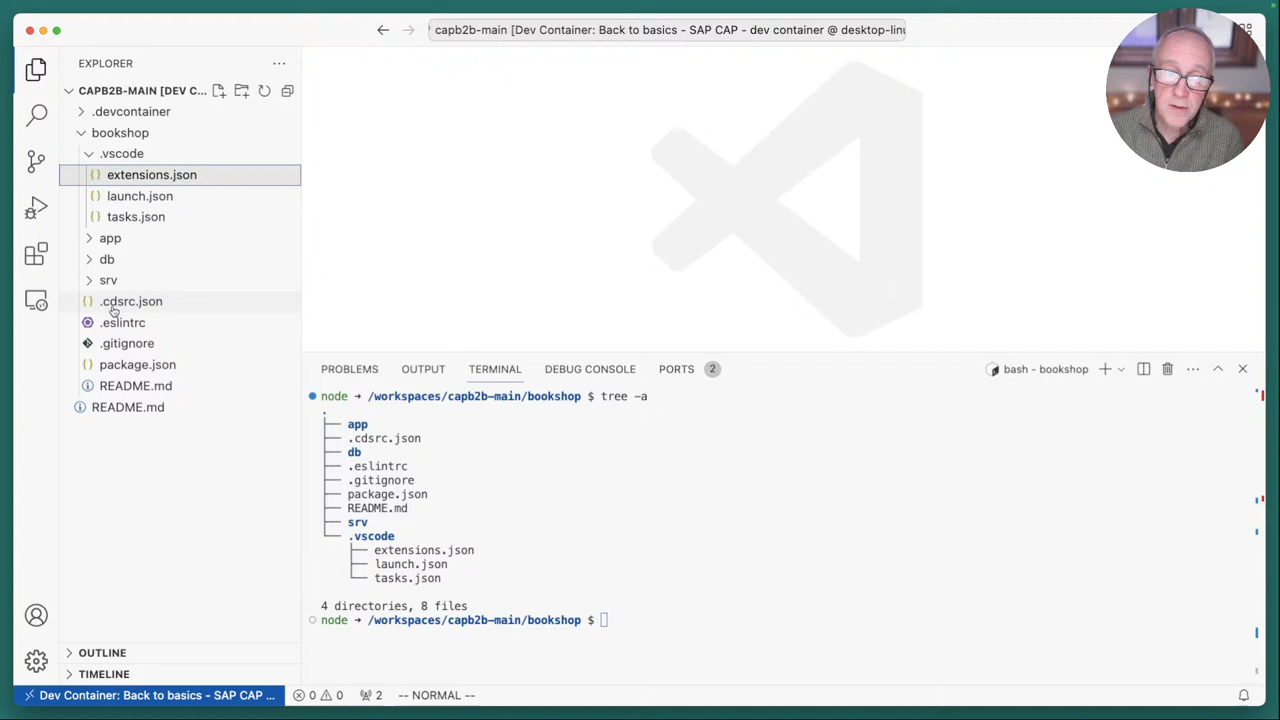 capb2b-main [Dev Container: Back to basics - SAP CAP - dev container @ desktop-linu
EXPLORER
CAPB2B-MAIN [DEV C...
.devcontainer
bookshop
.vscode
extensions.json
launch.json
tasks.json
app
db
srv
.cdsrc.json
.eslintrc
.gitignore
package.json
README.md
README.md
OUTLINE
TIMELINE
PROBLEMS OUTPUT TERMINAL DEBUG CONSOLE PORTS 2
bash - bookshop
node → /workspaces/capb2b-main/bookshop $ tree -a
.
├── app
├── .cdsrc.json
├── db
├── .eslintrc
├── .gitignore
├── package.json
├── README.md
├── srv
└── .vscode
    ├── extensions.json
    ├── launch.json
    └── tasks.json
4 directories, 8 files
node → /workspaces/capb2b-main/bookshop $
Dev Container: Back to basics - SAP CAP ... 0 0 2 -- NORMAL --